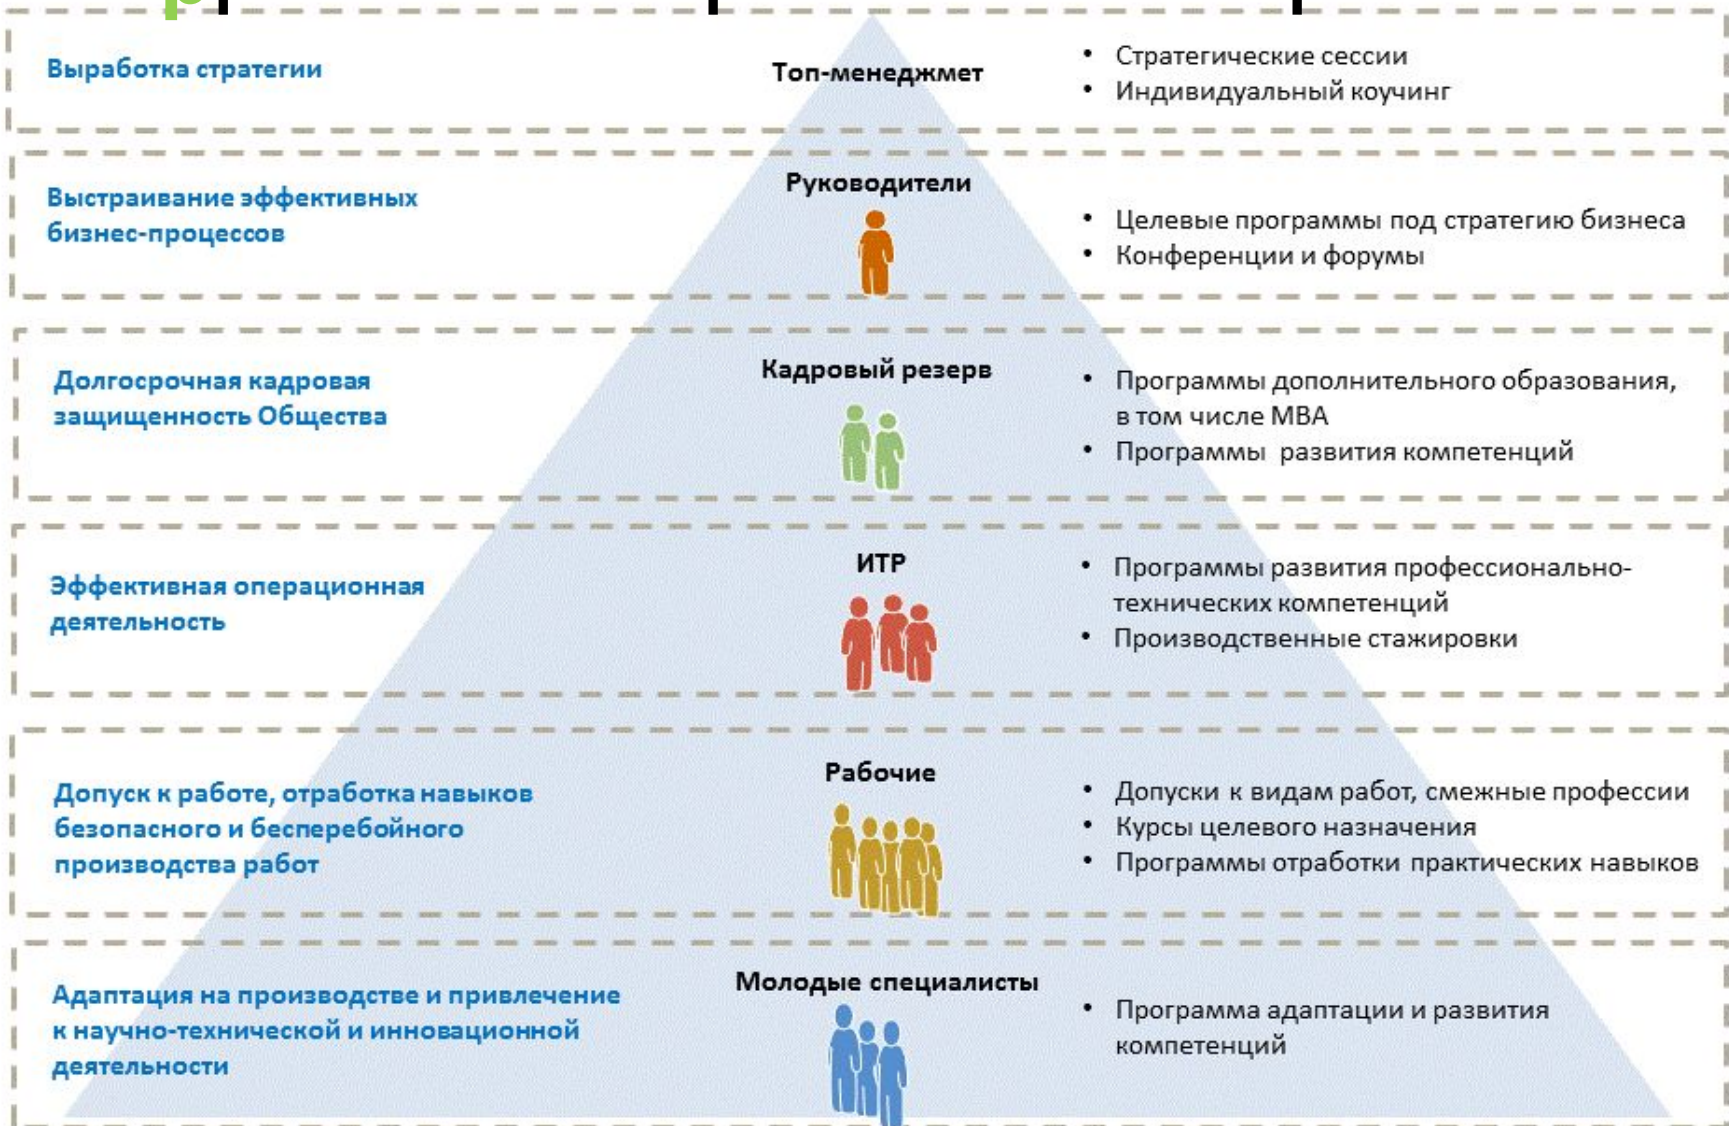 Выработка стратегии
Топ-менеджмет
• Стратегические сессии
• Индивидуальный коучинг
Выстраивание эффективных
бизнес-процессов
Руководители
• Целевые программы под стратегию бизнеса
• Конференции и форумы
Долгосрочная кадровая
защищенность Общества
Кадровый резерв
• Программы дополнительного образования,
в том числе МВА
• Программы развития компетенций
Эффективная операционная
деятельность
ИТР
• Программы развития профессионально-
технических компетенций
• Производственные стажировки
Допуск к работе, отработка навыков
безопасного и бесперебойного
производства работ
Рабочие
• Допуски к видам работ, смежные профессии
• Курсы целевого назначения
• Программы отработки практических навыков
Адаптация на производстве и привлечение
к научно-технической и инновационной
деятельности
Молодые специалисты
• Программа адаптации и развития
компетенций